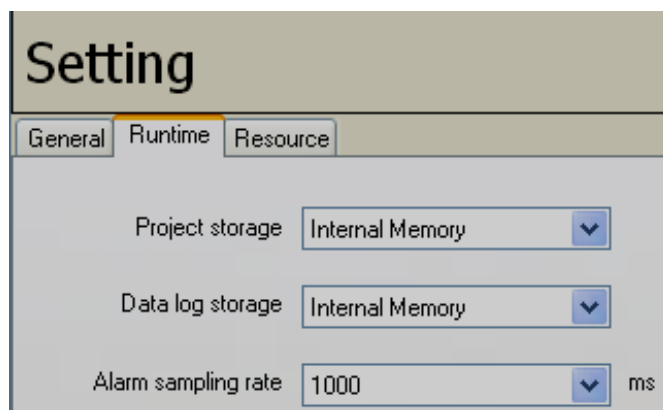 Setting
General Runtime Resource
Project storage Internal Memory
Data log storage Internal Memory
Alarm sampling rate 1000 ms